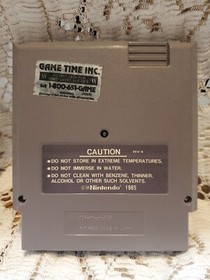 GAME TIME INC.
1-800-651-GAME
CAUTION REV-A
•DO NOT STORE IN EXTREME TEMPERATURES.
•DO NOT IMMERSE IN WATER.
•DO NOT CLEAN WITH BENZENE, THINNER,
ALCOHOL OR OTHER SUCH SOLVENTS.
©Nintendo 1985